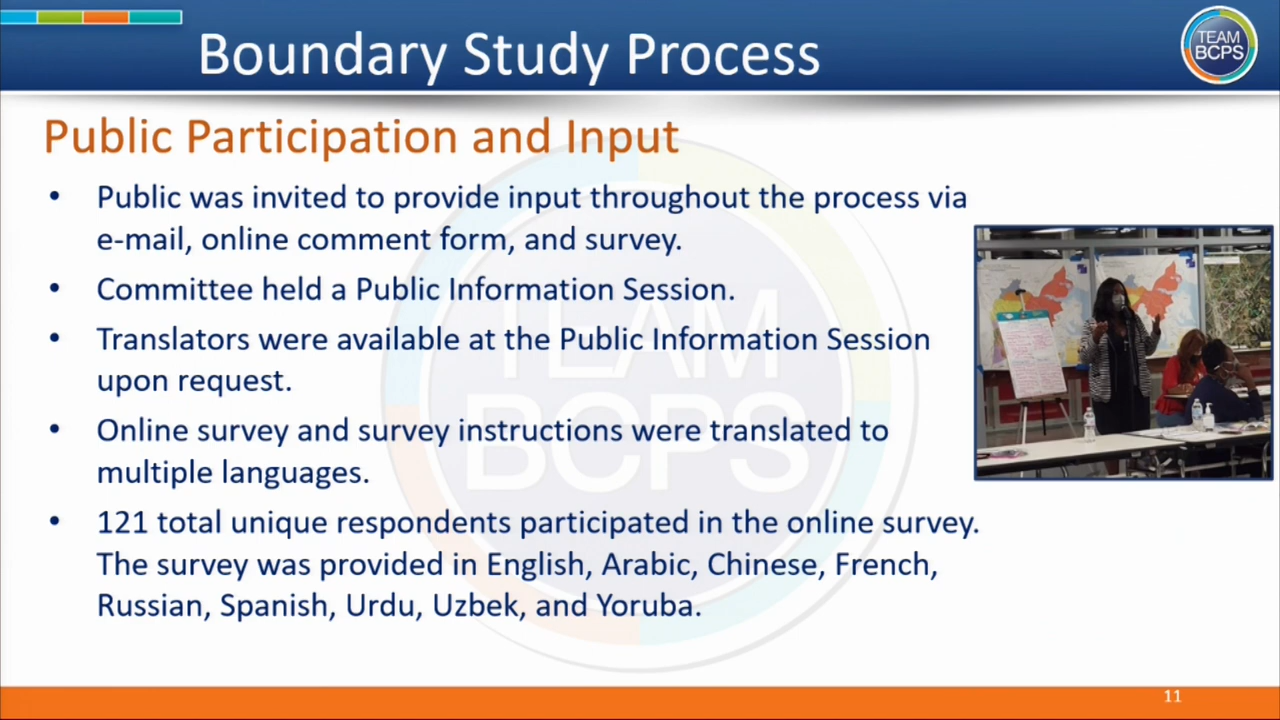 Boundary Study Process
TEAM
BCPS
Public Participation and Input
• Public was invited to provide input throughout the process via
e-mail, online comment form, and survey.
• Committee held a Public Information Session.
• Translators were available at the Public Information Session
upon request.
• Online survey and survey instructions were translated to
multiple languages.
• 121 total unique respondents participated in the online survey.
The survey was provided in English, Arabic, Chinese, French,
Russian, Spanish, Urdu, Uzbek, and Yoruba.
TEAM
BCPS
11